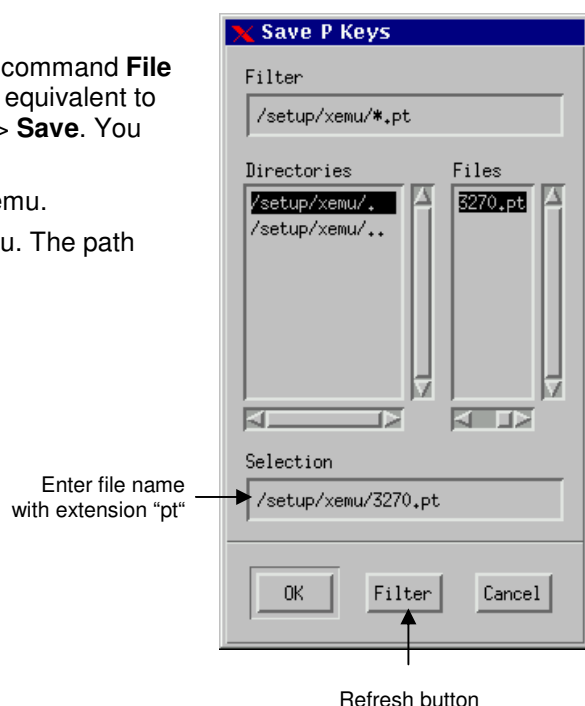 command File
equivalent to
> Save. You
emu.
u. The path
Save P Keys
Filter
/setup/xemu/*.pt
Directories
Files
/setup/xemu/.
/setup/xemu/..
3270.pt
Selection
/setup/xemu/3270.pt
Enter file name
with extension “pt“
OK
Filter
Cancel
Refresh button